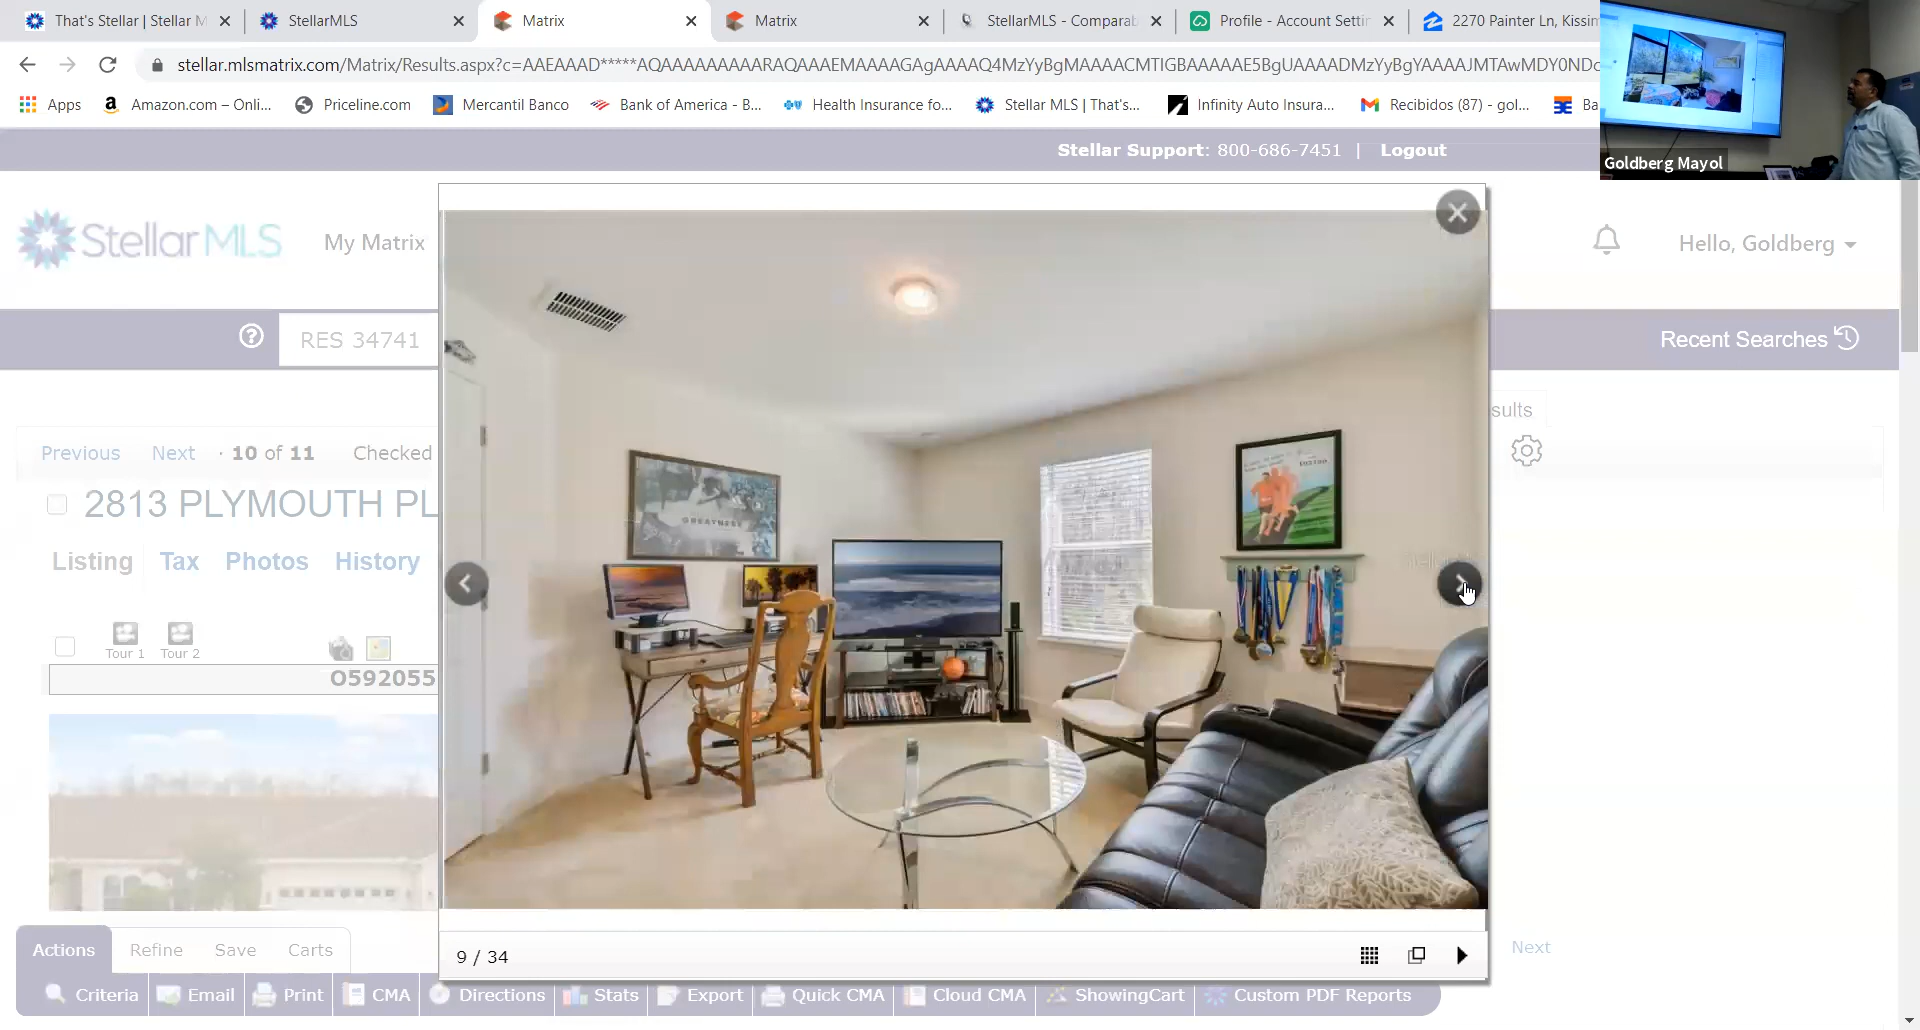 That's Stellar | Stellar M
StellarMLS
Matrix
Matrix
StellarMLS - Comparab
Profile - Account Settin
2270 Painter Ln, Kissim
stellar.mlsmatrix.com/Matrix/Results.aspx?c=AAEAAAD*****AQAAAAAAAAARAQAAAEMAAAAGAgAAAAQ4MzYyBgMAAAACMTIGBAAAAAE5BgUAAAADMzYyBgYAAAAJMTAwMDY0NDc
Apps
Amazon.com – Onli...
Priceline.com
Mercantil Banco
Bank of America - B...
Health Insurance fo...
Stellar MLS | That's...
Infinity Auto Insura...
Recibidos (87) - gol...
Ba
Goldberg Mayol
Stellar Support: 800-686-7451 | Logout
StellarMLS
My Matrix
Hello, Goldberg
RES 34741
Recent Searches
sults
Previous Next · 10 of 11 Checked
2813 PLYMOUTH PL
Listing Tax Photos History
GREATNESS
Tour 1 Tour 2
O592055
9 / 34
Next
Actions Refine Save Carts
Criteria Email Print CMA Directions Stats Export Quick CMA Cloud CMA ShowingCart Custom PDF Reports